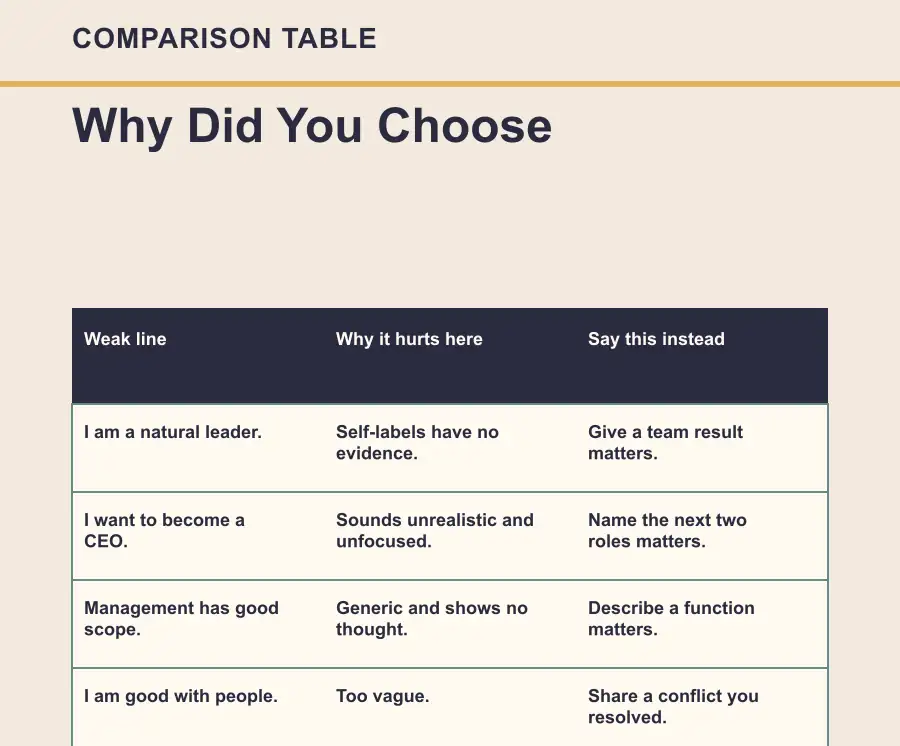 COMPARISON TABLE
Why Did You Choose
Weak line
Why it hurts here
Say this instead
I am a natural leader.
Self-labels have no
evidence.
Give a team result
matters.
I want to become a
CEO.
Sounds unrealistic and
unfocused.
Name the next two
roles matters.
Management has good
scope.
Generic and shows no
thought.
Describe a function
matters.
I am good with people.
Too vague.
Share a conflict you
resolved.